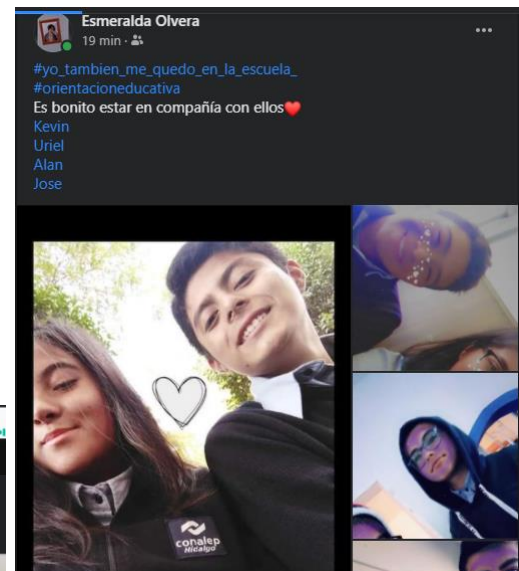 Esmeralda Olvera
19 min ·
#yo_tambien_me_quedo_en_la_escuela_
#orientacioneducativa
Es bonito estar en compañía con ellos❤️
Kevin
Uriel
Alan
Jose
conalep
Hidalgo